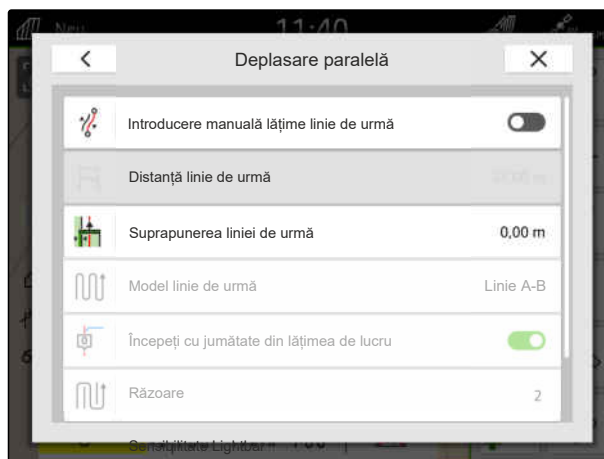 Neu
11:40
Deplasare paralelă
Introducere manuală lățime linie de urmă
Distanță linie de urmă
Suprapunerea liniei de urmă 0,00 m
Model linie de urmă Linie A-B
Începeți cu jumătate din lățimea de lucru
Răzoare 2
Sensibilitate Lightbar